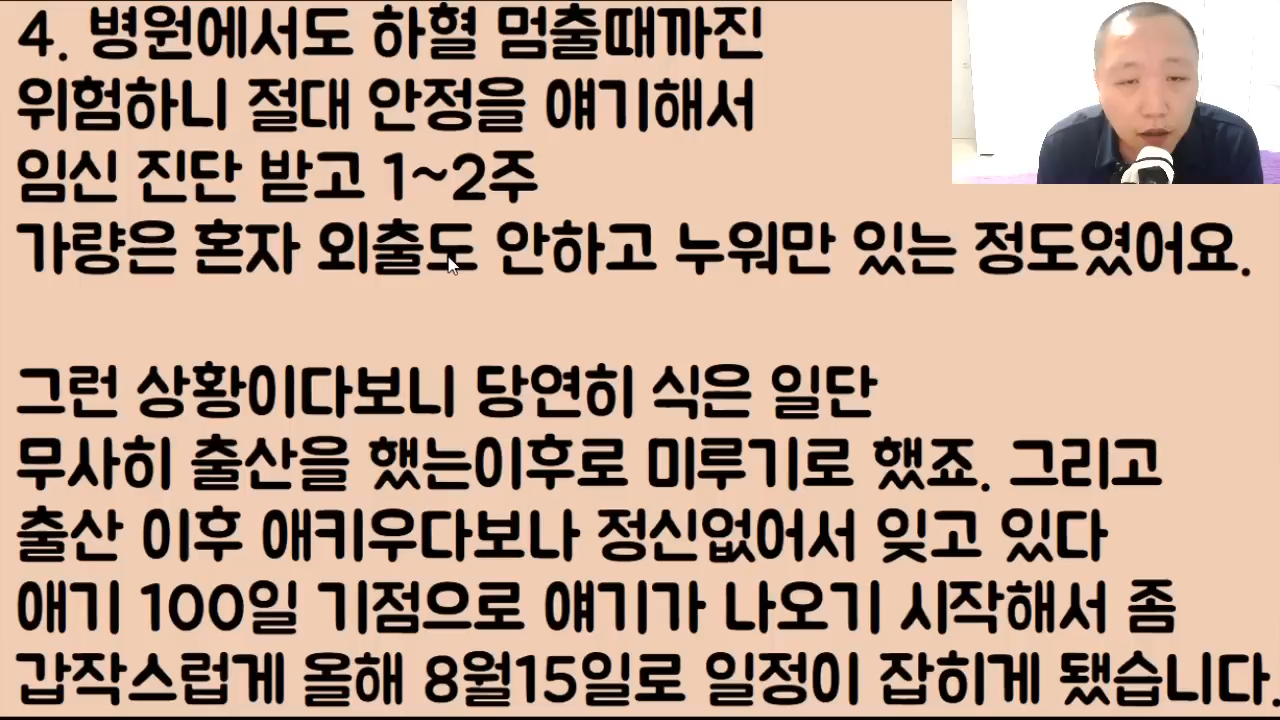 4. 병원에서도 하혈 멈출때까진
위험하니 절대 안정을 얘기해서
임신 진단 받고 1~2주
가량은 혼자 외출도 안하고 누워만 있는 정도였어요.
그런 상황이다보니 당연히 식은 일단
무사히 출산을 했는이후로 미루기로 했죠. 그리고
출산 이후 애키우다보나 정신없어서 잊고 있다
애기 100일 기점으로 얘기가 나오기 시작해서 좀
갑작스럽게 올해 8월15일로 일정이 잡히게 됐습니다.